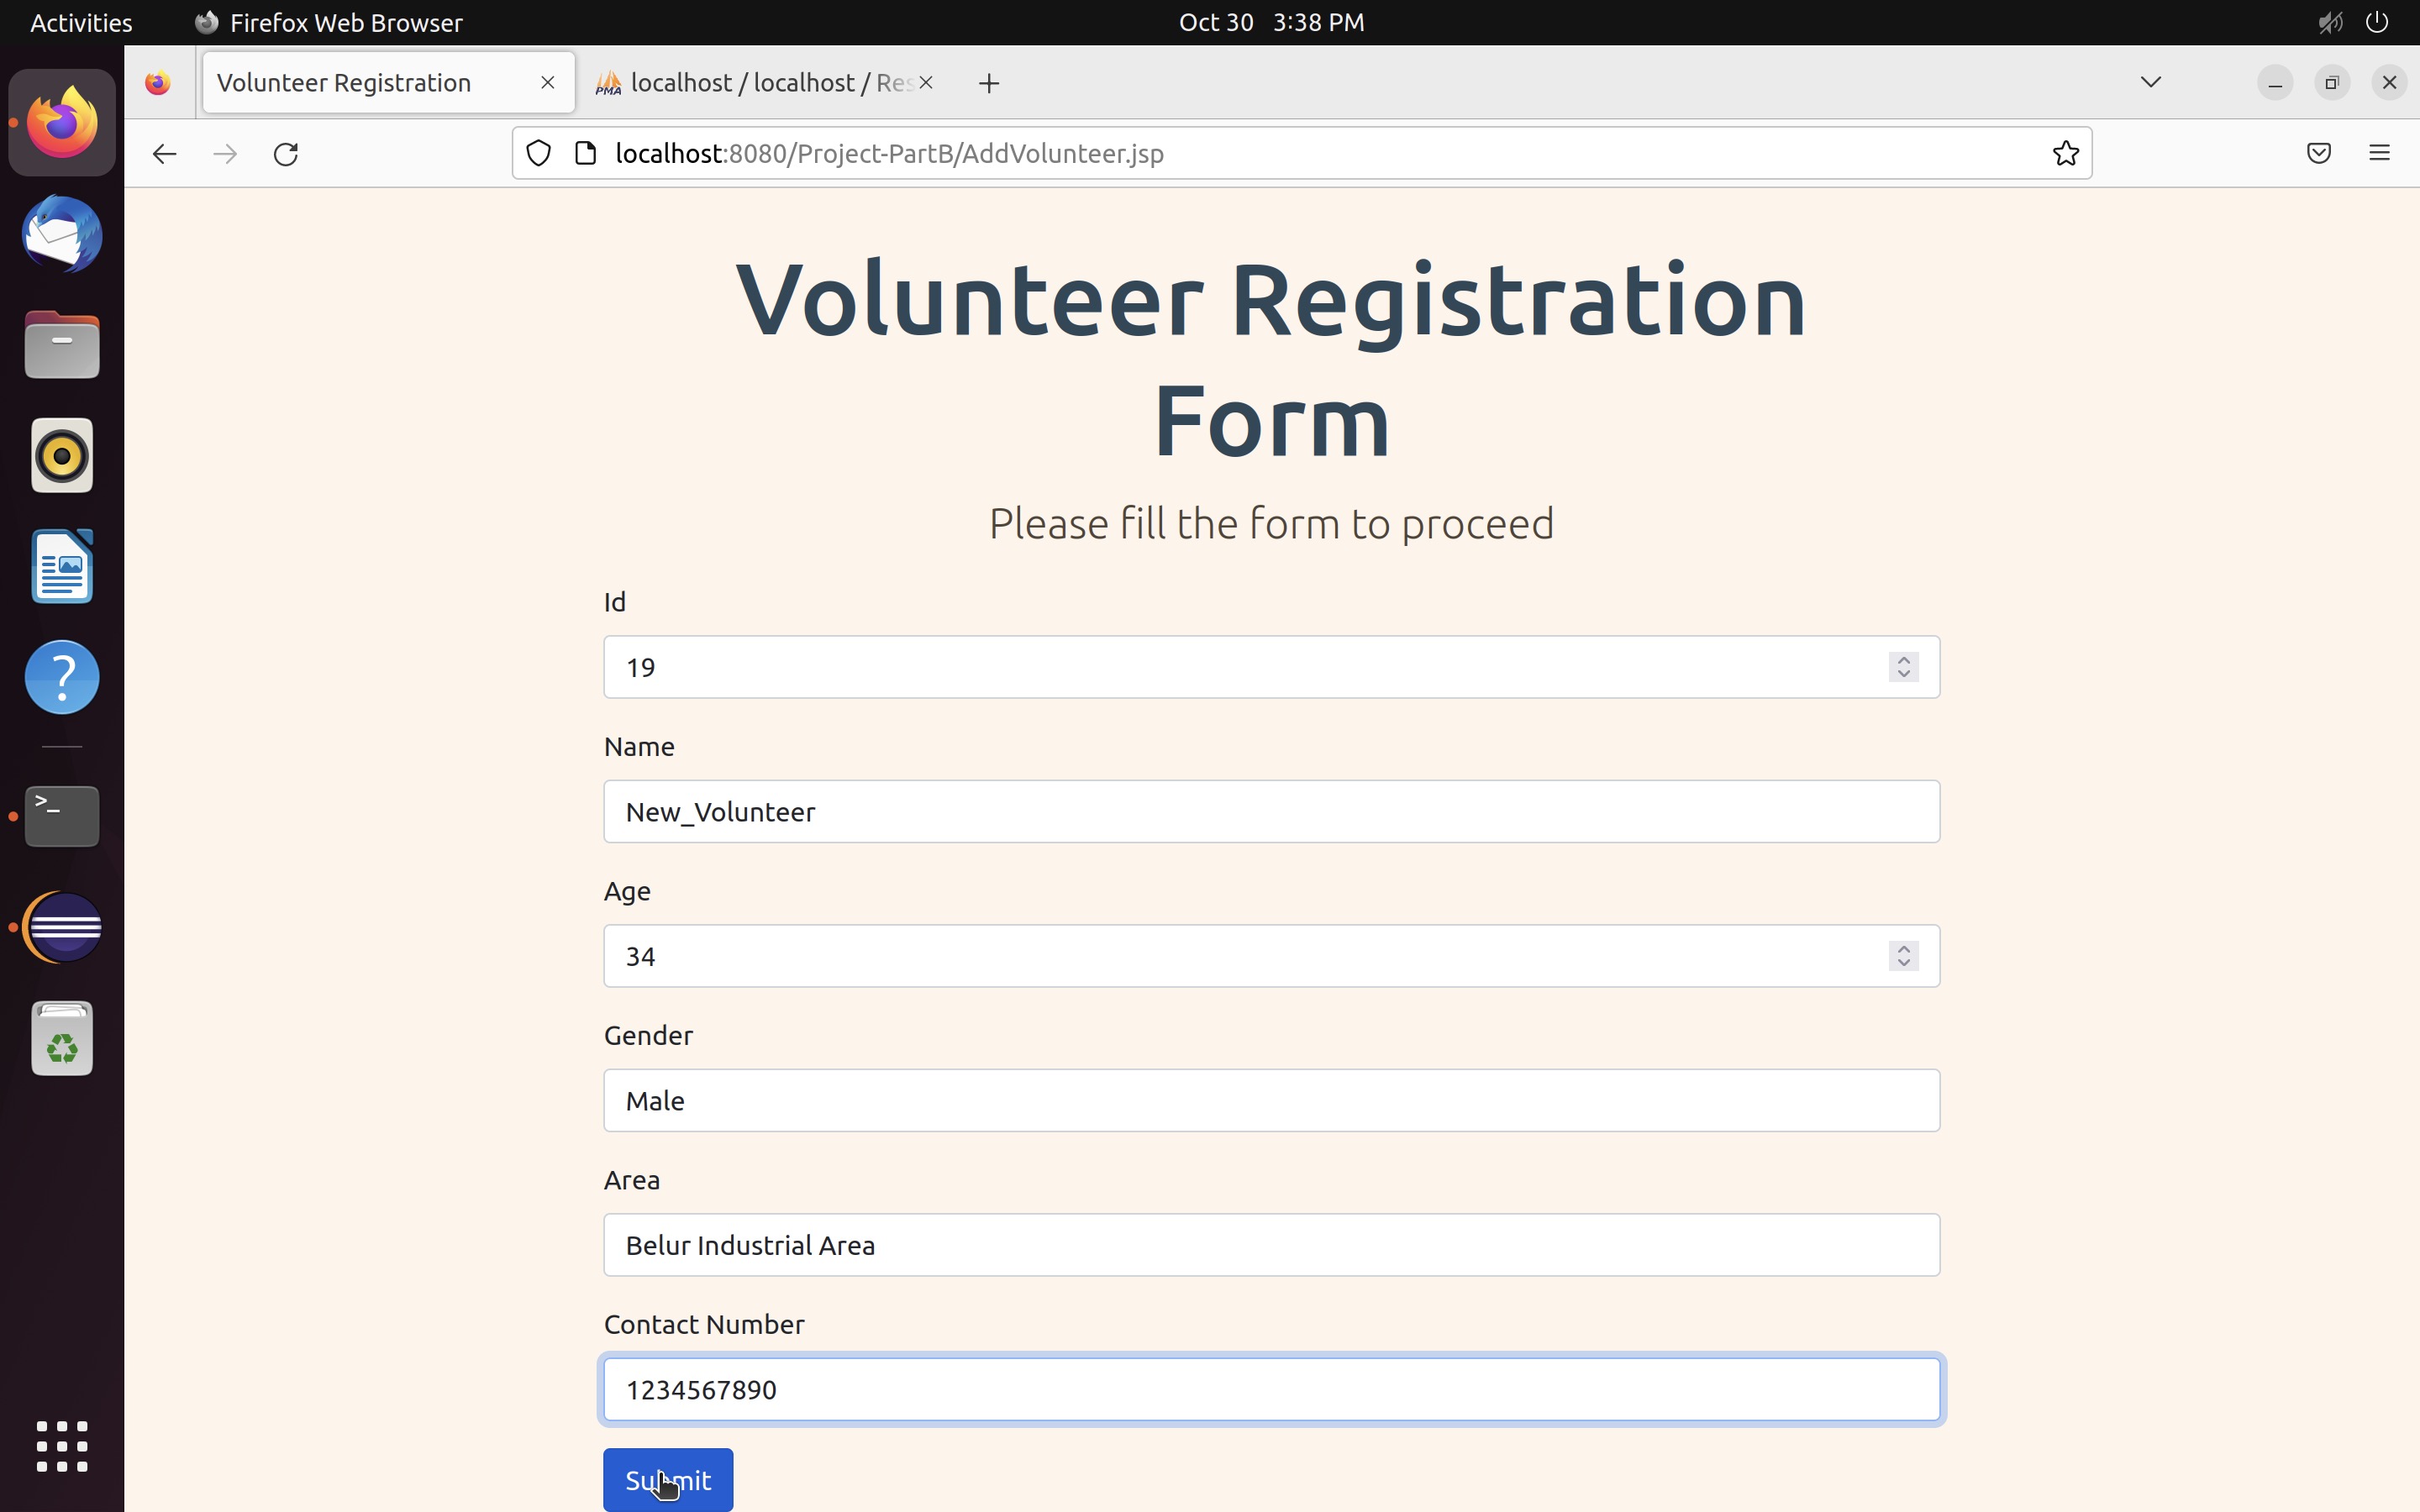 Activities Firefox Web Browser Oct 30 3:38 PM
Volunteer Registration PMA localhost / localhost / Res
localhost:8080/Project-PartB/AddVolunteer.jsp
Volunteer Registration
Form
Please fill the form to proceed
Id
19
Name
New_Volunteer
Age
34
Gender
Male
Area
Belur Industrial Area
Contact Number
1234567890
Submit